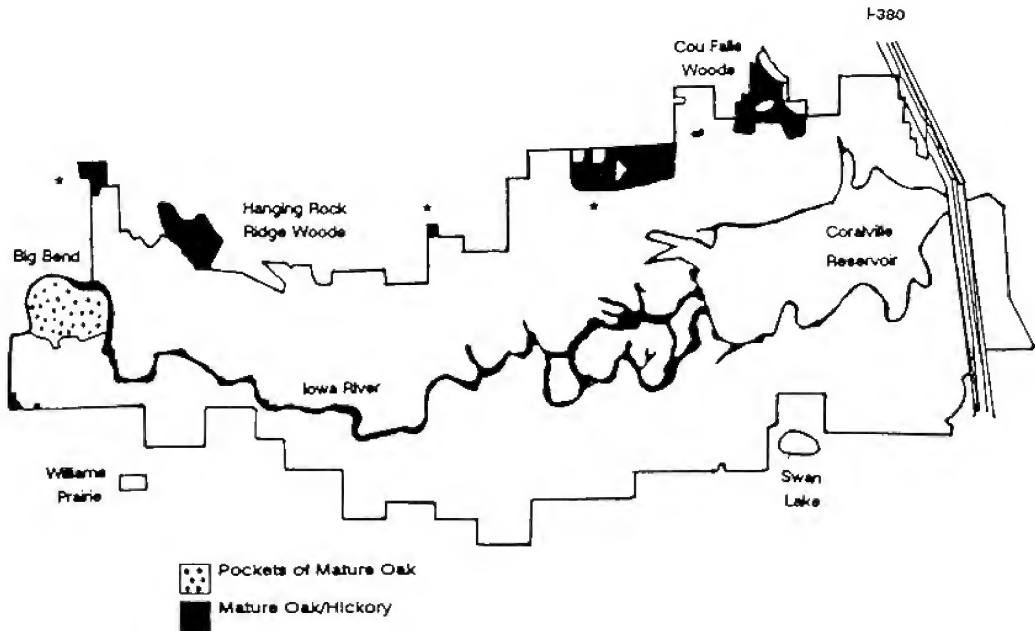 I-380
Cou Falls
Woods
Hanging Rock
Ridge Woods
Big Bend
Coralville
Reservoir
Iowa River
Williams
Prairie
Swan
Lake
Pockets of Mature Oak
Mature Oak/Hickory